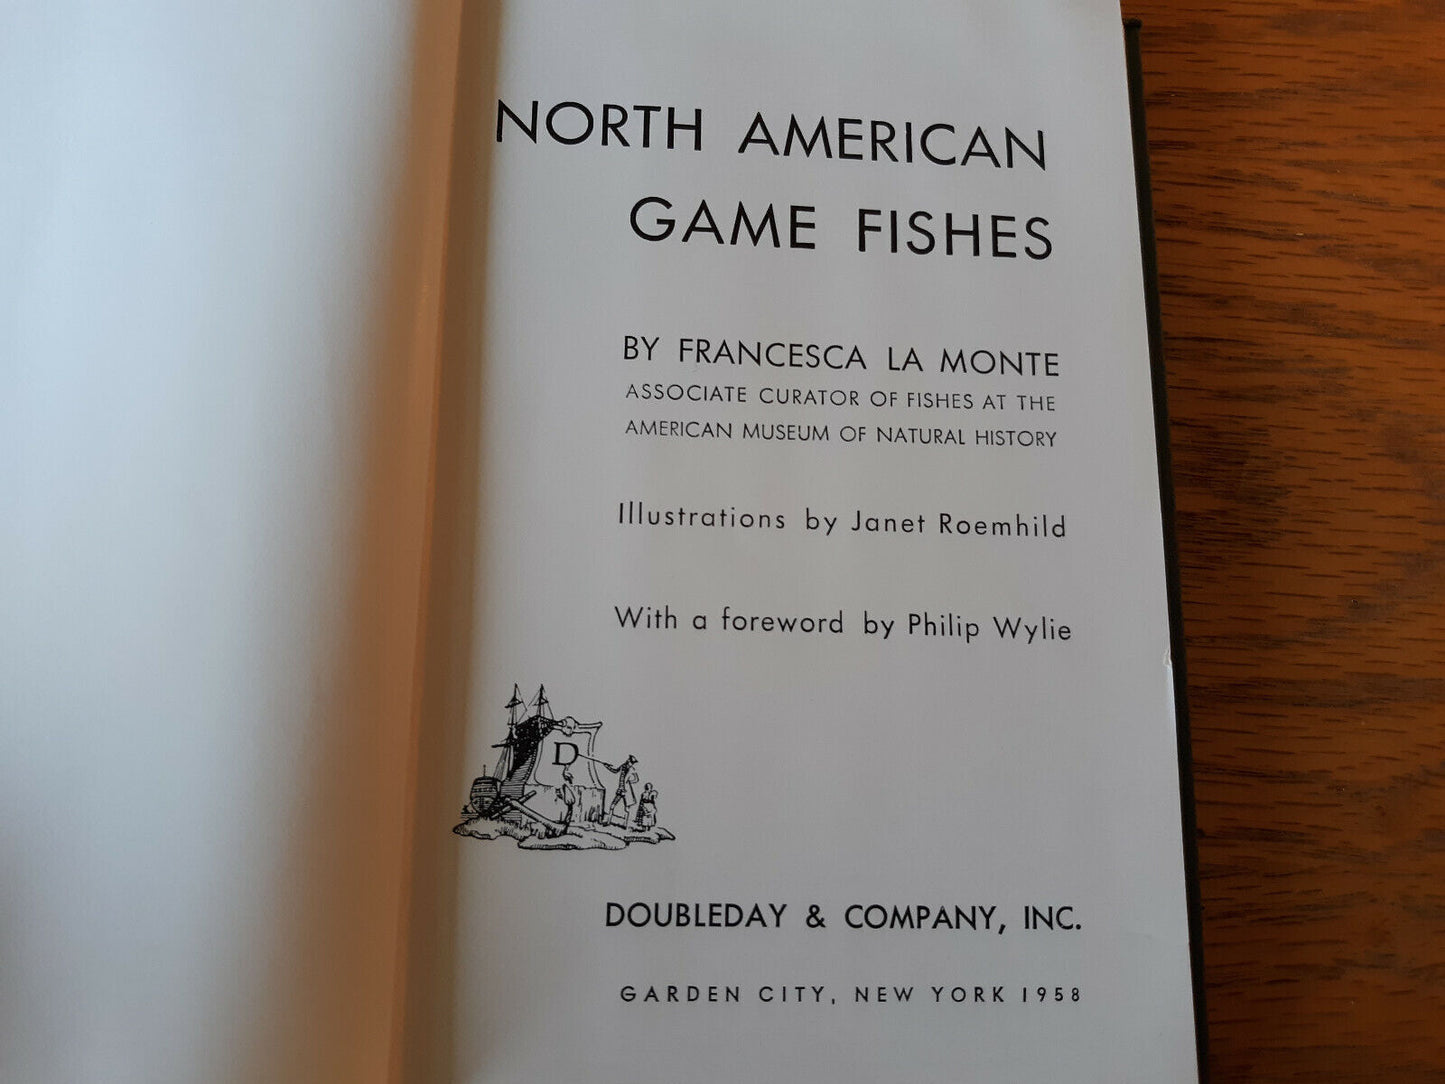 NORTH AMERICAN
GAME FISHES
BY FRANCESCA LA MONTE
ASSOCIATE CURATOR OF FISHES AT THE
AMERICAN MUSEUM OF NATURAL HISTORY
Illustrations by Janet Roemhild
With a foreword by Philip Wylie
D
DOUBLEDAY & COMPANY, INC.
GARDEN CITY, NEW YORK 1958